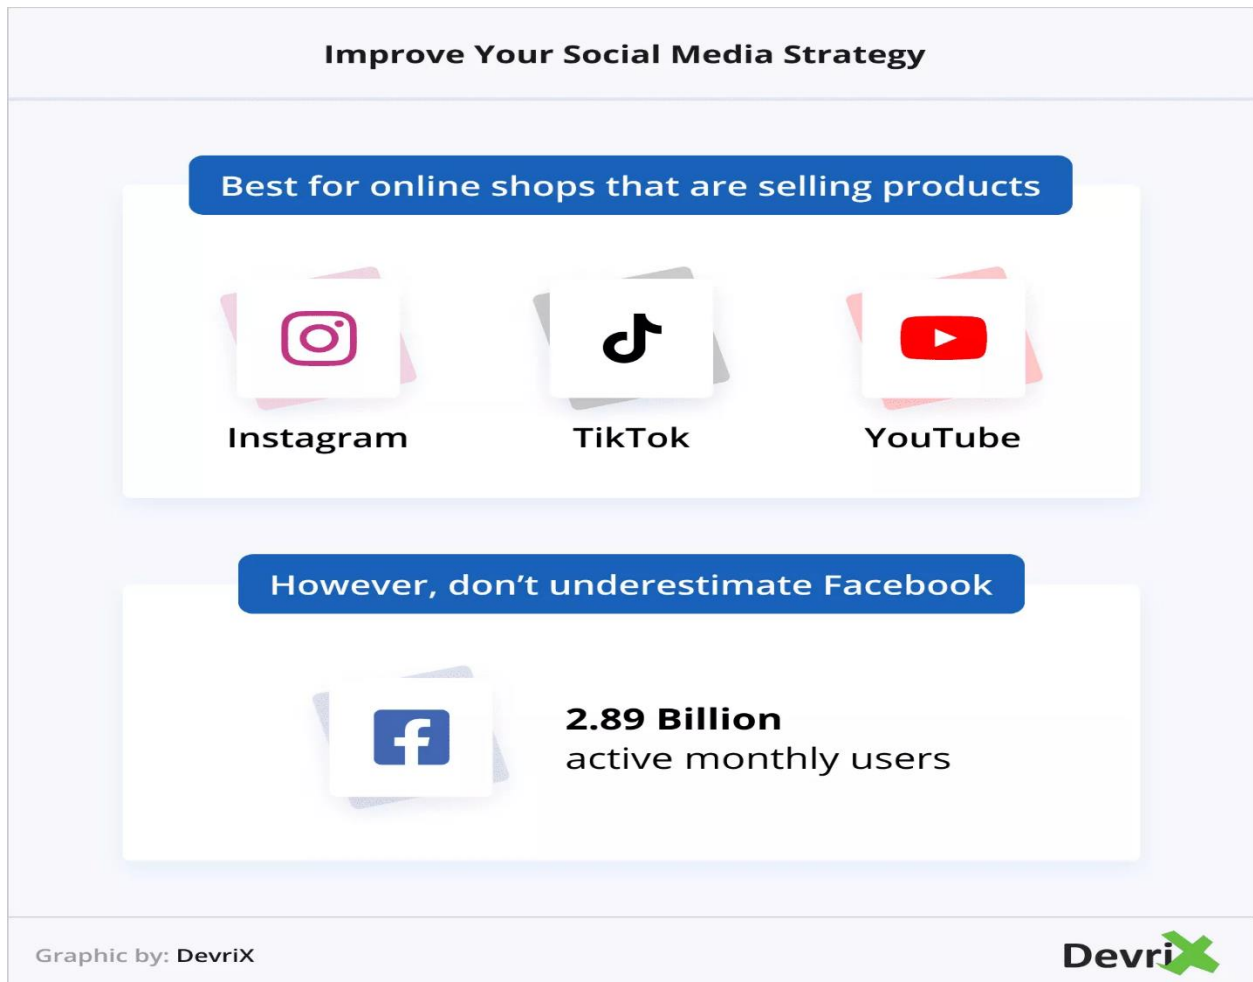 Improve Your Social Media Strategy
Best for online shops that are selling products
Instagram
TikTok
YouTube
However, don’t underestimate Facebook
2.89 Billion
active monthly users
Graphic by: DevriX
DevriX